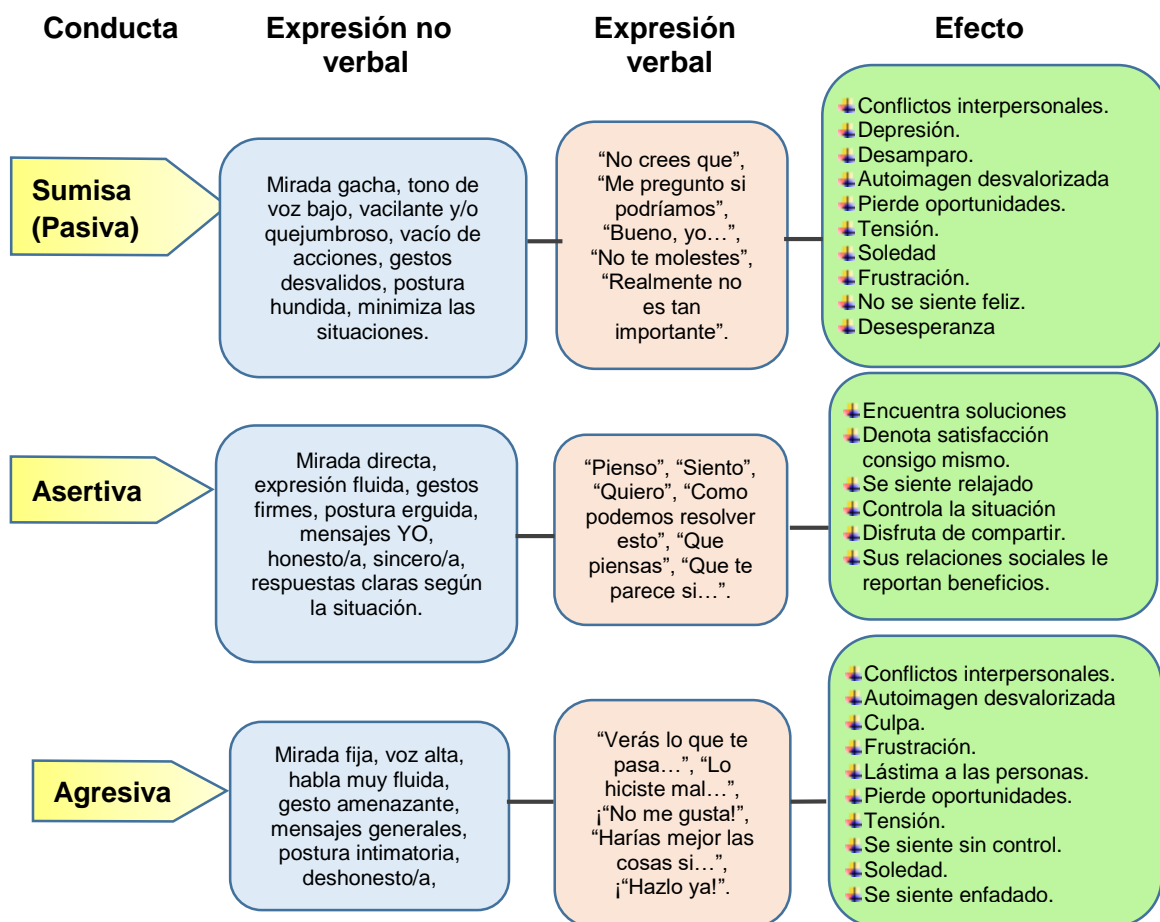 Conducta
Expresión no
verbal
Expresión
verbal
Efecto
Sumisa
(Pasiva)
Mirada gacha, tono de
voz bajo, vacilante y/o
quejumbroso, vacío de
acciones, gestos
desvalidos, postura
hundida, minimiza las
situaciones.
“No crees que”,
“Me pregunto si
podríamos”,
“Bueno, yo…”,
“No te molestes”,
“Realmente no
es tan
importante”.
Conflictos interpersonales.
Depresión.
Desamparo.
Autoimagen desvalorizada
Pierde oportunidades.
Tensión.
Soledad
Frustración.
No se siente feliz.
Desesperanza
Asertiva
Mirada directa,
expresión fluida, gestos
firmes, postura erguida,
mensajes YO,
honesto/a, sincero/a,
respuestas claras según
la situación.
“Pienso”, “Siento”,
“Quiero”, “Como
podemos resolver
esto”, “Que
piensas”, “Que te
parece si…”.
Encuentra soluciones
Denota satisfacción
consigo mismo.
Se siente relajado
Controla la situación
Disfruta de compartir.
Sus relaciones sociales le
reportan beneficios.
Agresiva
Mirada fija, voz alta,
habla muy fluida,
gesto amenazante,
mensajes generales,
postura intimatoria,
deshonesto/a,
“Verás lo que te
pasa…”, “Lo
hiciste mal…”,
¡“No me gusta!”,
“Harías mejor las
cosas si…”,
¡“Hazlo ya!”.
Conflictos interpersonales.
Autoimagen desvalorizada
Culpa.
Frustración.
Lástima a las personas.
Pierde oportunidades.
Tensión.
Se siente sin control.
Soledad.
Se siente enfadado.